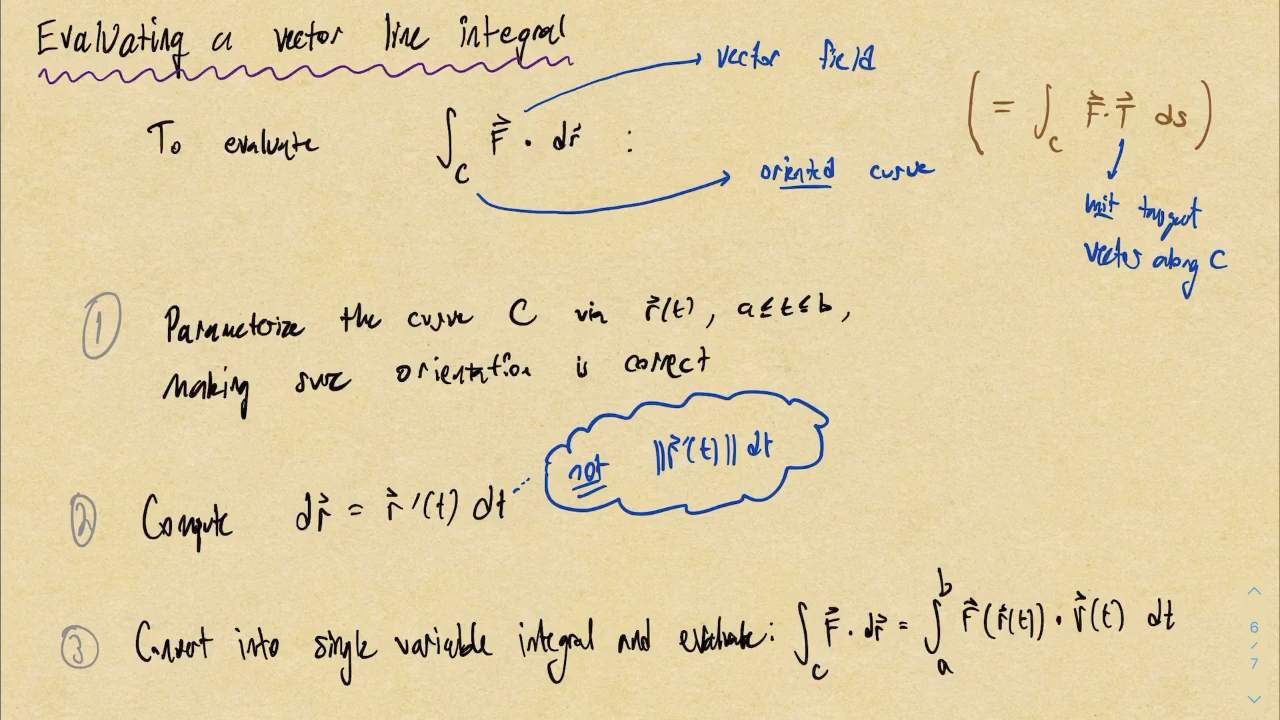 Evaluating a vector line integral
vector field
To evaluate ∫_C F⃗ · dr⃗ :
(= ∫_C F⃗ · T⃗ ds)
oriented curve
unit tangent
vector along C
① Parameterize the curve C via r⃗(t), a ≤ t ≤ b,
making sure orientation is correct
not ||r⃗'(t)|| dt
② Compute dr⃗ = r⃗'(t) dt
③ Convert into single variable integral and evaluate: ∫_C F⃗ · dr⃗ = ∫_a^b F⃗(r⃗(t)) · r⃗(t) dt
6
/
7